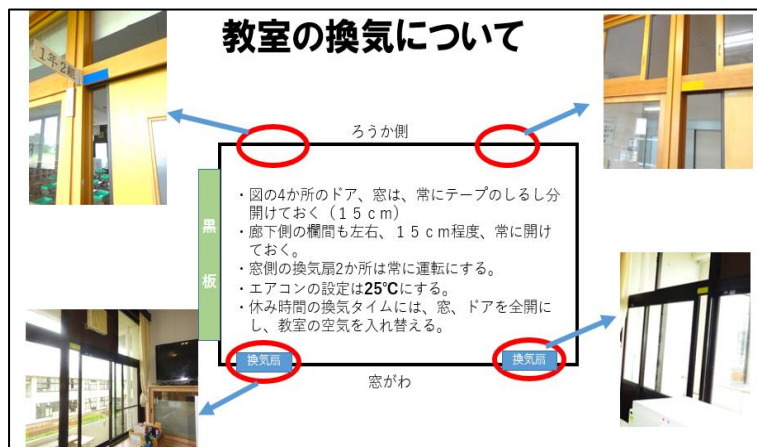 教室の換気について
1年2組
ろうか側
黒板
・図の4か所のドア、窓は、常にテープのしるし分
開けておく（１５ｃｍ）
・廊下側の欄間も左右、１５ｃｍ程度、常に開け
ておく。
・窓側の換気扇2か所は常に運転にする。
・エアコンの設定は25℃にする。
・休み時間の換気タイムには、窓、ドアを全開に
し、教室の空気を入れ替える。
換気扇
換気扇
窓がわ